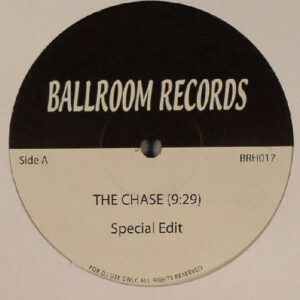 BALLROOM RECORDS
Side A
BRH017
THE CHASE (9:29)
Special Edit
FOR DJ USE ONLY. ALL RIGHTS RESERVED